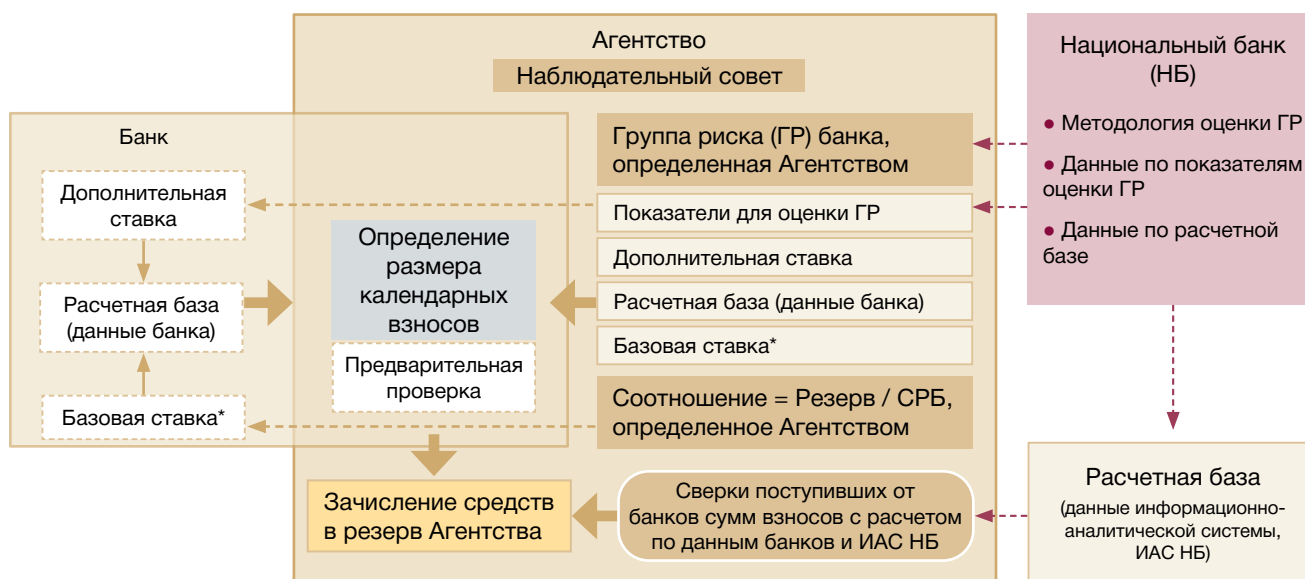 Агентство
Наблюдательный совет
Банк
Дополнительная
ставка
Расчетная база
(данные банка)
Базовая ставка*
Определение
размера
календарных
взносов
Предварительная
проверка
Группа риска (ГР) банка,
определенная Агентством
Показатели для оценки ГР
Дополнительная ставка
Расчетная база (данные банка)
Базовая ставка*
Соотношение = Резерв / СРБ,
определенное Агентством
Зачисление средств
в резерв Агентства
Сверки поступивших от
банков сумм взносов с расчетом
по данным банков и ИАС НБ
Национальный банк
(НБ)
● Методология оценки ГР
● Данные по показателям
оценки ГР
● Данные по расчетной
базе
Расчетная база
(данные информационно-
аналитической системы,
ИАС НБ)